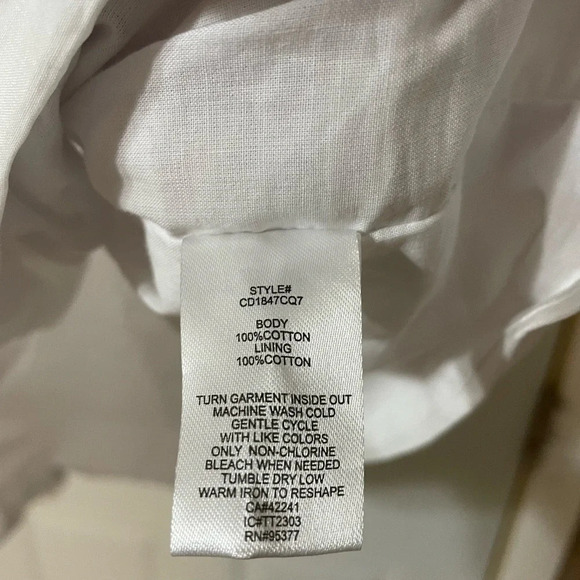 STYLE#
CD1847CQ7
BODY
100%COTTON
LINING
100%COTTON
TURN GARMENT INSIDE OUT
MACHINE WASH COLD
GENTLE CYCLE
WITH LIKE COLORS
ONLY NON-CHLORINE
BLEACH WHEN NEEDED
TUMBLE DRY LOW
WARM IRON TO RESHAPE
CA#42241
IC#TT2303
RN#95377